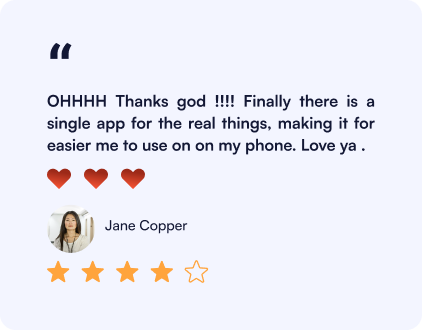 “
OHHHH Thanks god !!!! Finally there is a
single app for the real things, making it for
easier me to use on on my phone. Love ya .
Jane Copper